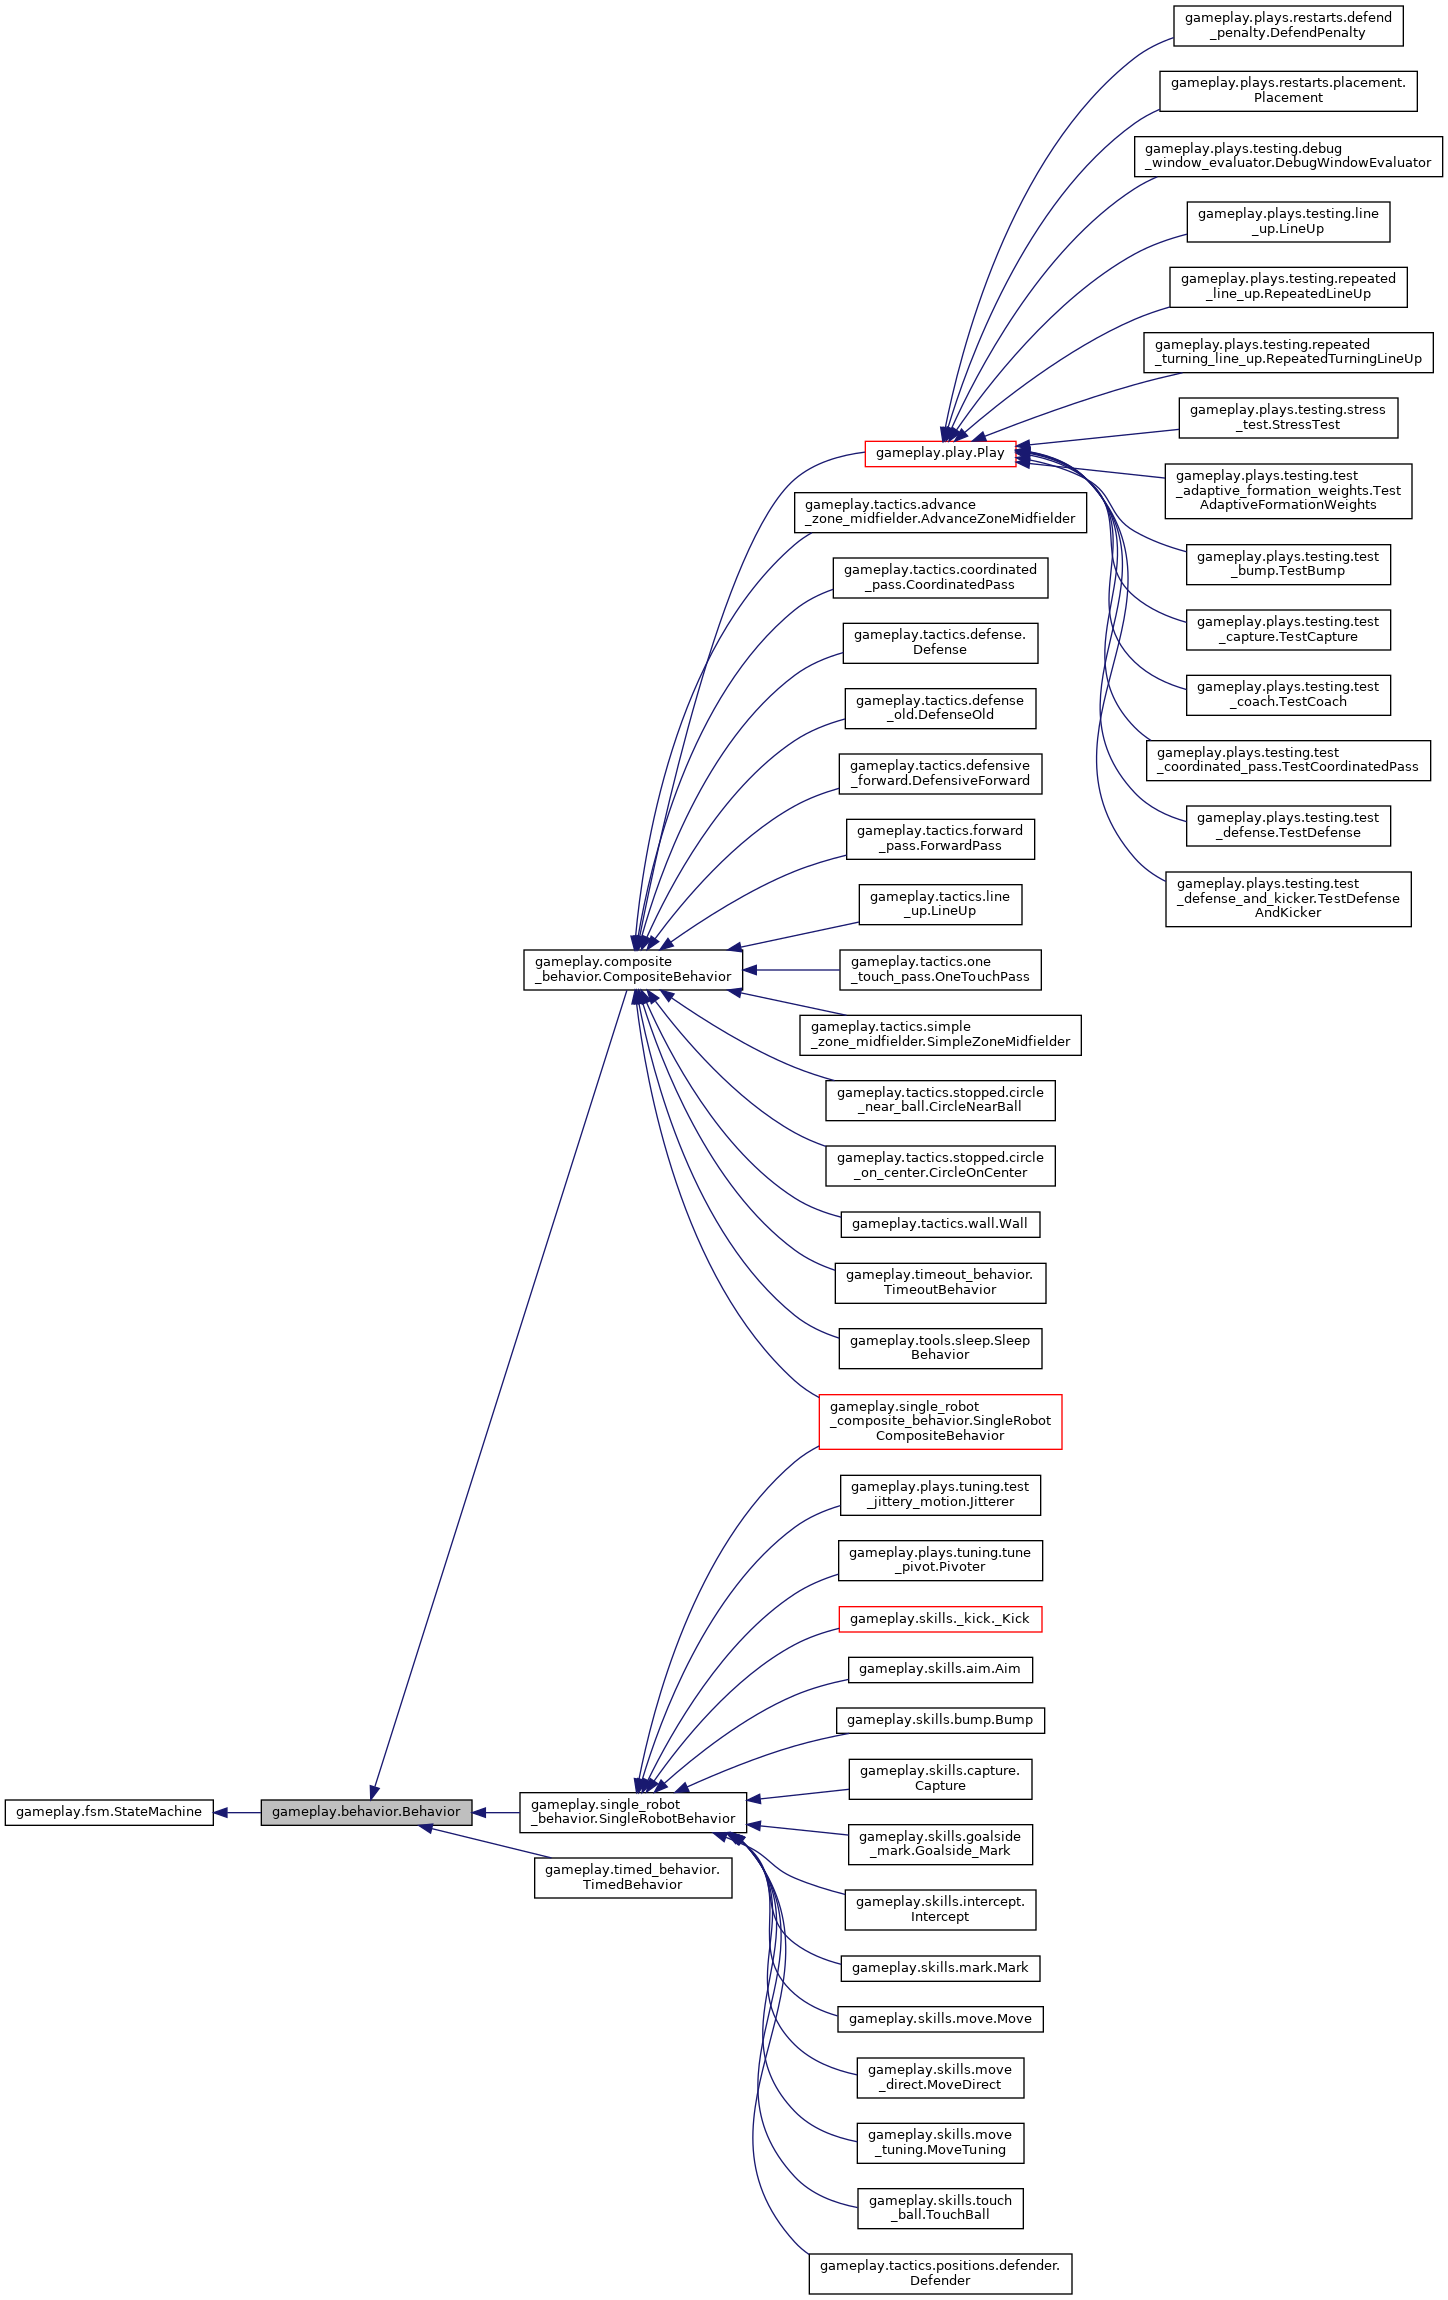 gameplay.plays.restarts.defend
_penalty.DefendPenalty
gameplay.plays.restarts.placement.
Placement
gameplay.plays.testing.debug
_window_evaluator.DebugWindowEvaluator
gameplay.plays.testing.line
_up.LineUp
gameplay.plays.testing.repeated
_line_up.RepeatedLineUp
gameplay.plays.testing.repeated
_turning_line_up.RepeatedTurningLineUp
gameplay.plays.testing.stress
_test.StressTest
gameplay.play.Play
gameplay.plays.testing.test
_adaptive_formation_weights.Test
AdaptiveFormationWeights
gameplay.tactics.advance
_zone_midfielder.AdvanceZoneMidfielder
gameplay.plays.testing.test
_bump.TestBump
gameplay.tactics.coordinated
_pass.CoordinatedPass
gameplay.plays.testing.test
_capture.TestCapture
gameplay.tactics.defense.
Defense
gameplay.plays.testing.test
_coach.TestCoach
gameplay.tactics.defense
_old.DefenseOld
gameplay.plays.testing.test
_coordinated_pass.TestCoordinatedPass
gameplay.tactics.defensive
_forward.DefensiveForward
gameplay.plays.testing.test
_defense.TestDefense
gameplay.tactics.forward
_pass.ForwardPass
gameplay.plays.testing.test
_defense_and_kicker.TestDefense
AndKicker
gameplay.tactics.line
_up.LineUp
gameplay.composite
_behavior.CompositeBehavior
gameplay.tactics.one
_touch_pass.OneTouchPass
gameplay.tactics.simple
_zone_midfielder.SimpleZoneMidfielder
gameplay.tactics.stopped.circle
_near_ball.CircleNearBall
gameplay.tactics.stopped.circle
_on_center.CircleOnCenter
gameplay.tactics.wall.Wall
gameplay.timeout_behavior.
TimeoutBehavior
gameplay.tools.sleep.Sleep
Behavior
gameplay.single_robot
_composite_behavior.SingleRobot
CompositeBehavior
gameplay.plays.tuning.test
_jittery_motion.Jitterer
gameplay.plays.tuning.tune
_pivot.Pivoter
gameplay.skills._kick._Kick
gameplay.skills.aim.Aim
gameplay.skills.bump.Bump
gameplay.skills.capture.
Capture
gameplay.fsm.StateMachine
gameplay.behavior.Behavior
gameplay.single_robot
_behavior.SingleRobotBehavior
gameplay.skills.goalside
_mark.Goalside_Mark
gameplay.timed_behavior.
TimedBehavior
gameplay.skills.intercept.
Intercept
gameplay.skills.mark.Mark
gameplay.skills.move.Move
gameplay.skills.move
_direct.MoveDirect
gameplay.skills.move
_tuning.MoveTuning
gameplay.skills.touch
_ball.TouchBall
gameplay.tactics.positions.defender.
Defender